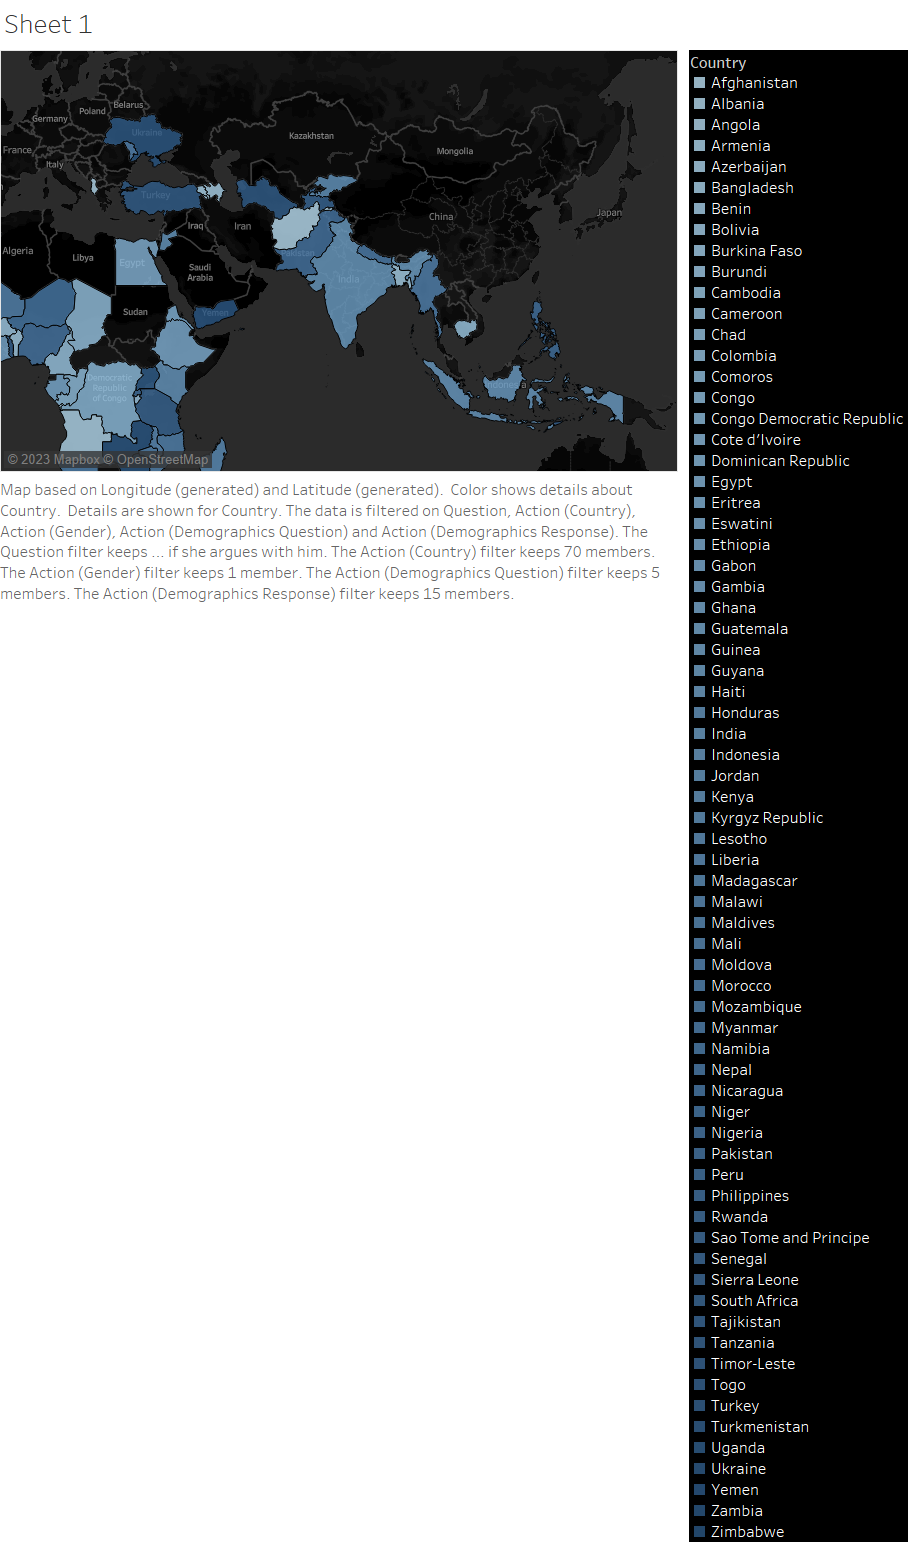 Sheet 1
Belarus
Poland
Germany
Ukraine
France
Kazakhstan
Mongolia
Italy
Turkey
Japan
China
Iraq
Iran
Algeria
Libya
Egypt
Pakistan
Saudi
Arabia
India
Sudan
Yemen
Democratic
Republic
of Congo
Indonesia
© 2023 Mapbox © OpenStreetMap
Map based on Longitude (generated) and Latitude (generated).  Color shows details about
Country.  Details are shown for Country. The data is filtered on Question, Action (Country),
Action (Gender), Action (Demographics Question) and Action (Demographics Response). The
Question filter keeps ... if she argues with him. The Action (Country) filter keeps 70 members.
The Action (Gender) filter keeps 1 member. The Action (Demographics Question) filter keeps 5
members. The Action (Demographics Response) filter keeps 15 members.
Country
Afghanistan
Albania
Angola
Armenia
Azerbaijan
Bangladesh
Benin
Bolivia
Burkina Faso
Burundi
Cambodia
Cameroon
Chad
Colombia
Comoros
Congo
Congo Democratic Republic
Cote d'Ivoire
Dominican Republic
Egypt
Eritrea
Eswatini
Ethiopia
Gabon
Gambia
Ghana
Guatemala
Guinea
Guyana
Haiti
Honduras
India
Indonesia
Jordan
Kenya
Kyrgyz Republic
Lesotho
Liberia
Madagascar
Malawi
Maldives
Mali
Moldova
Morocco
Mozambique
Myanmar
Namibia
Nepal
Nicaragua
Niger
Nigeria
Pakistan
Peru
Philippines
Rwanda
Sao Tome and Principe
Senegal
Sierra Leone
South Africa
Tajikistan
Tanzania
Timor-Leste
Togo
Turkey
Turkmenistan
Uganda
Ukraine
Yemen
Zambia
Zimbabwe